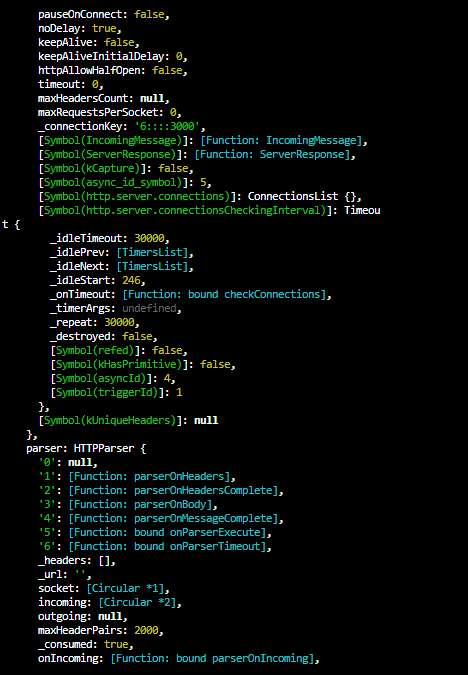 pauseOnConnect: false,
noDelay: true,
keepAlive: false,
keepAliveInitialDelay: 0,
httpAllowHalfOpen: false,
timeout: 0,
maxHeadersCount: null,
maxRequestsPerSocket: 0,
_connectionKey: '6::::3000',
[Symbol(IncomingMessage)]: [Function: IncomingMessage],
[Symbol(ServerResponse)]: [Function: ServerResponse],
[Symbol(kCapture)]: false,
[Symbol(async_id_symbol)]: 5,
[Symbol(http.server.connections)]: ConnectionsList {},
[Symbol(http.server.connectionsCheckingInterval)]: Timeou
t {
_idleTimeout: 30000,
_idlePrev: [TimersList],
_idleNext: [TimersList],
_idleStart: 246,
_onTimeout: [Function: bound checkConnections],
_timerArgs: undefined,
_repeat: 30000,
_destroyed: false,
[Symbol(refed)]: false,
[Symbol(kHasPrimitive)]: false,
[Symbol(asyncId)]: 4,
[Symbol(triggerId)]: 1
},
[Symbol(kUniqueHeaders)]: null
},
parser: HTTPParser {
'0': null,
'1': [Function: parserOnHeaders],
'2': [Function: parserOnHeadersComplete],
'3': [Function: parserOnBody],
'4': [Function: parserOnMessageComplete],
'5': [Function: bound onParserExecute],
'6': [Function: bound onParserTimeout],
_headers: [],
_url: '',
socket: [Circular *1],
incoming: [Circular *2],
outgoing: null,
maxHeaderPairs: 2000,
_consumed: true,
onIncoming: [Function: bound parserOnIncoming],